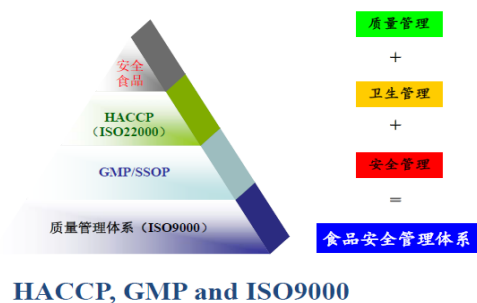 安全
食品
HACCP
（ISO22000）
GMP/SSOP
质量管理体系（ISO9000）
质量管理
+
卫生管理
+
安全管理
=
食品安全管理体系
HACCP, GMP and ISO9000